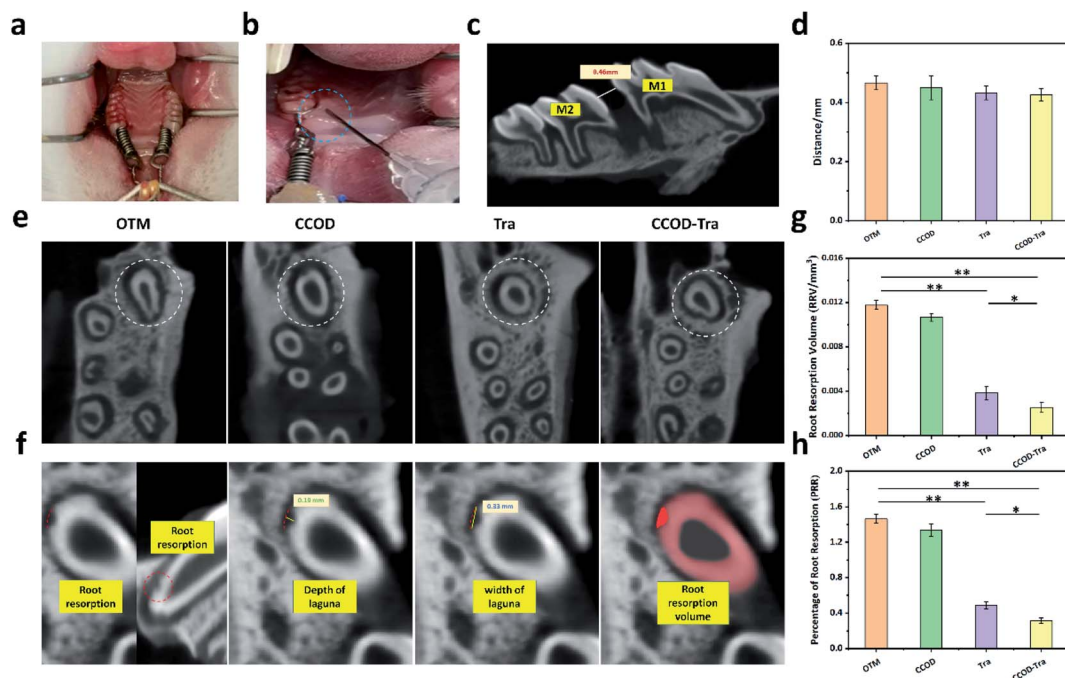 a
b
c
d
9.46mm
M1
M2
0.6
0.4
0.2
0.0
Distance/mm
OTM
CCOD
Tra
CCOD-Tra
e
OTM
CCOD
Tra
CCOD-Tra
g
0.016
0.012
0.008
0.004
0.000
Root Resorption Volume (RRV/mm³)
**
**
*
OTM
CCOD
Tra
CCOD-Tra
f
Root
resorption
Root
resorption
0.18 mm
Depth of
laguna
0.33 mm
width of
laguna
Root
resorption
volume
h
1.6
1.2
0.8
0.4
0.0
Percentage of Root Resorption (PRR)
**
**
*
OTM
CCOD
Tra
CCOD-Tra